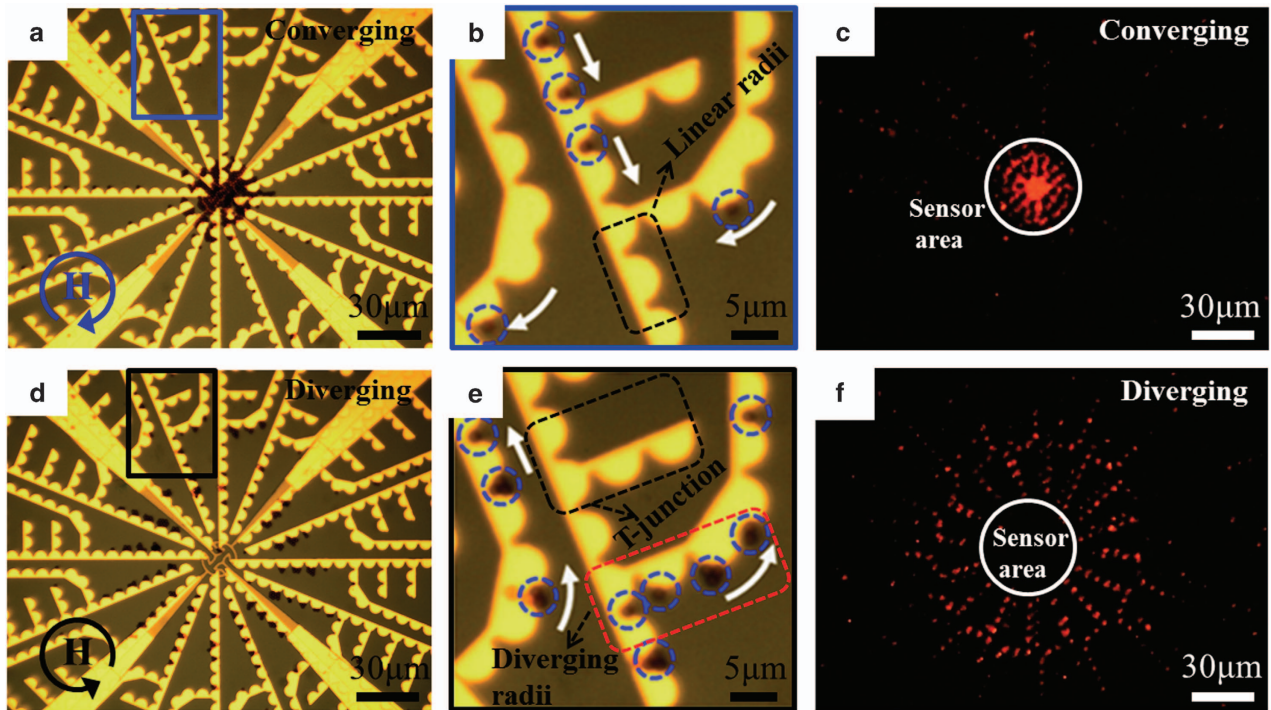 a
Converging
H
30μm
b
Linear radii
5μm
c
Converging
Sensor
area
30μm
d
Diverging
H
30μm
e
T-junction
Diverging
radii
5μm
f
Diverging
Sensor
area
30μm